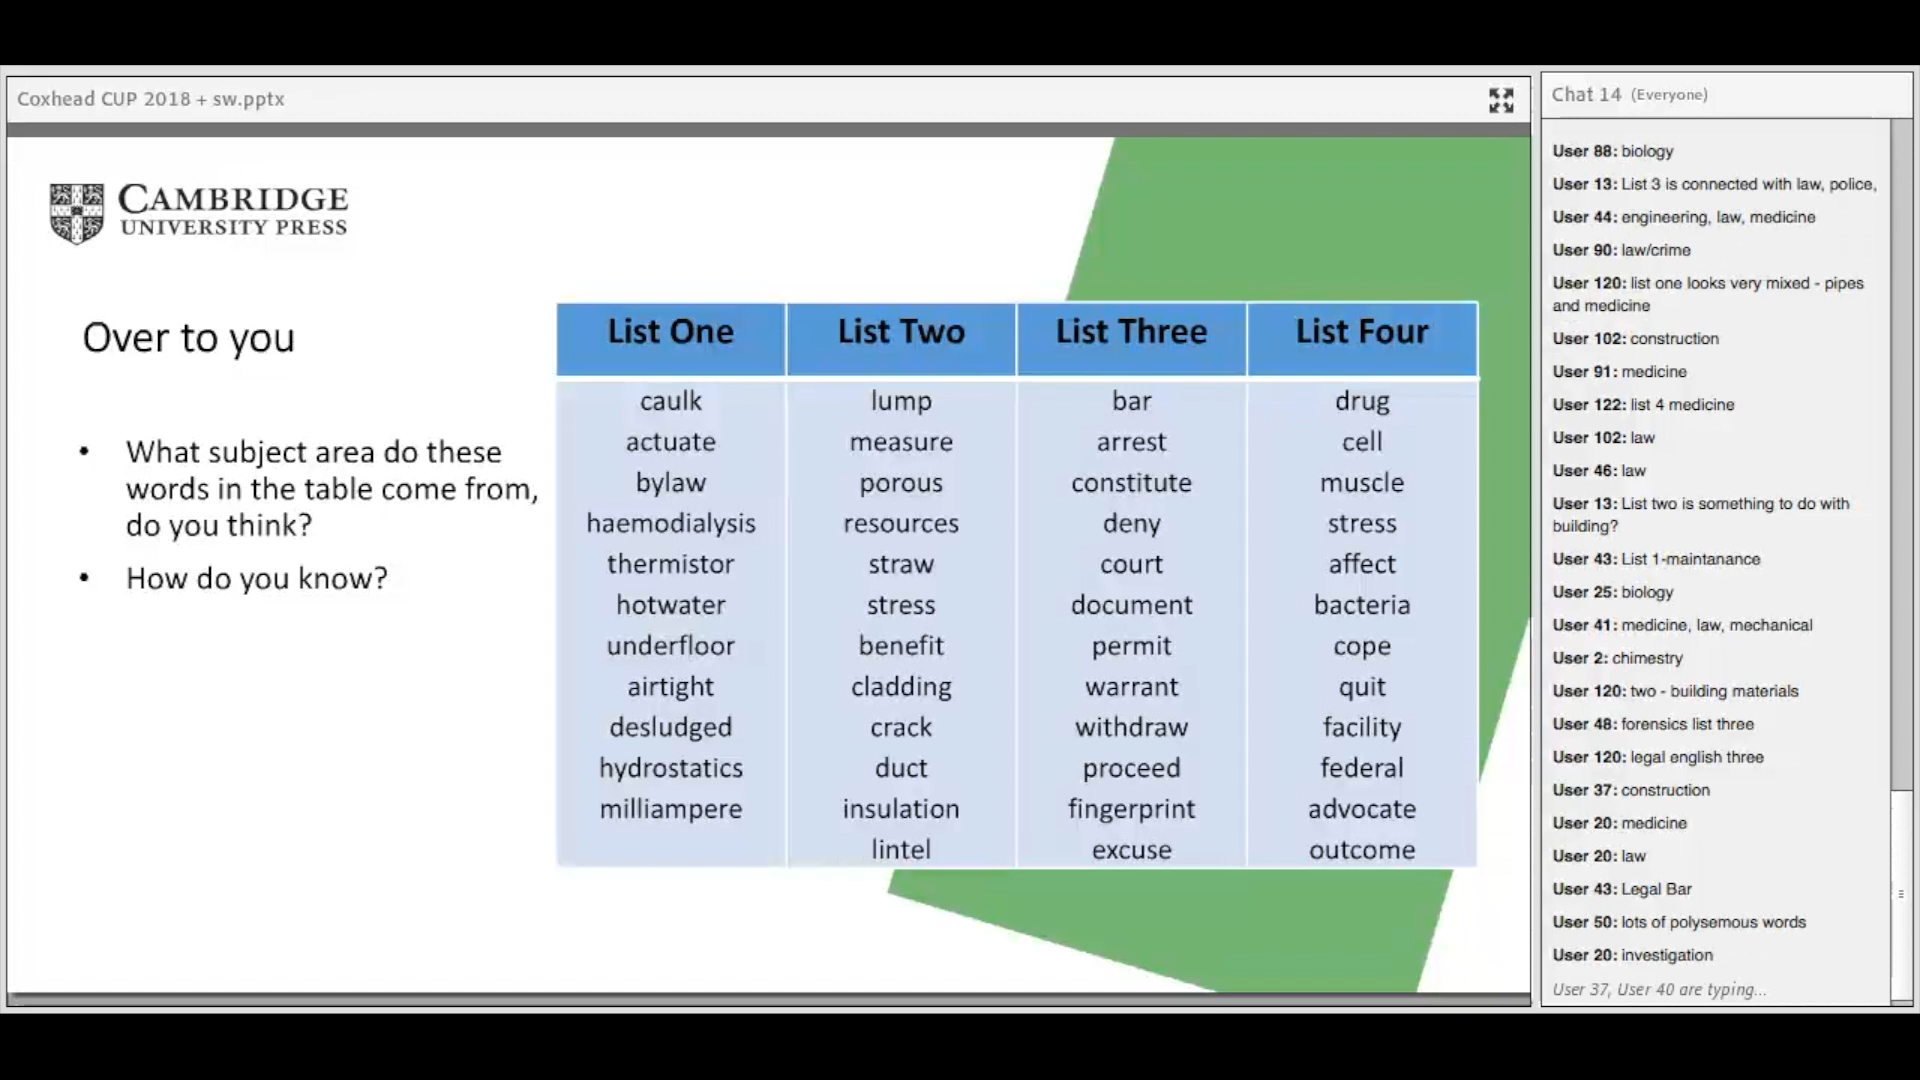 Coxhead CUP 2018 + sw.pptx
CAMBRIDGE
UNIVERSITY PRESS
Over to you
• What subject area do these
words in the table come from,
do you think?
• How do you know?
List One List Two List Three List Four
caulk lump bar drug
actuate measure arrest cell
bylaw porous constitute muscle
haemodialysis resources deny stress
thermistor straw court affect
hotwater stress document bacteria
underfloor benefit permit cope
airtight cladding warrant quit
desludged crack withdraw facility
hydrostatics duct proceed federal
milliampere insulation fingerprint advocate
lintel excuse outcome
Chat 14 (Everyone)
User 88: biology
User 13: List 3 is connected with law, police,
User 44: engineering, law, medicine
User 90: law/crime
User 120: list one looks very mixed - pipes
and medicine
User 102: construction
User 91: medicine
User 122: list 4 medicine
User 102: law
User 46: law
User 13: List two is something to do with
building?
User 43: List 1-maintanance
User 25: biology
User 41: medicine, law, mechanical
User 2: chimestry
User 120: two - building materials
User 48: forensics list three
User 120: legal english three
User 37: construction
User 20: medicine
User 20: law
User 43: Legal Bar
User 50: lots of polysemous words
User 20: investigation
User 37, User 40 are typing...